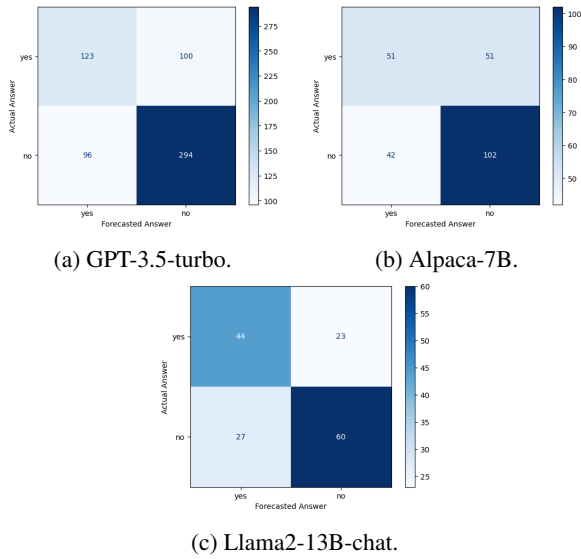 yes
no
Actual Answer
123 100
96 294
yes no
Forecasted Answer
275
250
225
200
175
150
125
100
(a) GPT-3.5-turbo.
yes
no
Actual Answer
51 51
42 102
yes no
Forecasted Answer
100
90
80
70
60
50
(b) Alpaca-7B.
yes
no
Actual Answer
44 23
27 60
yes no
Forecasted Answer
60
55
50
45
40
35
30
25
(c) Llama2-13B-chat.